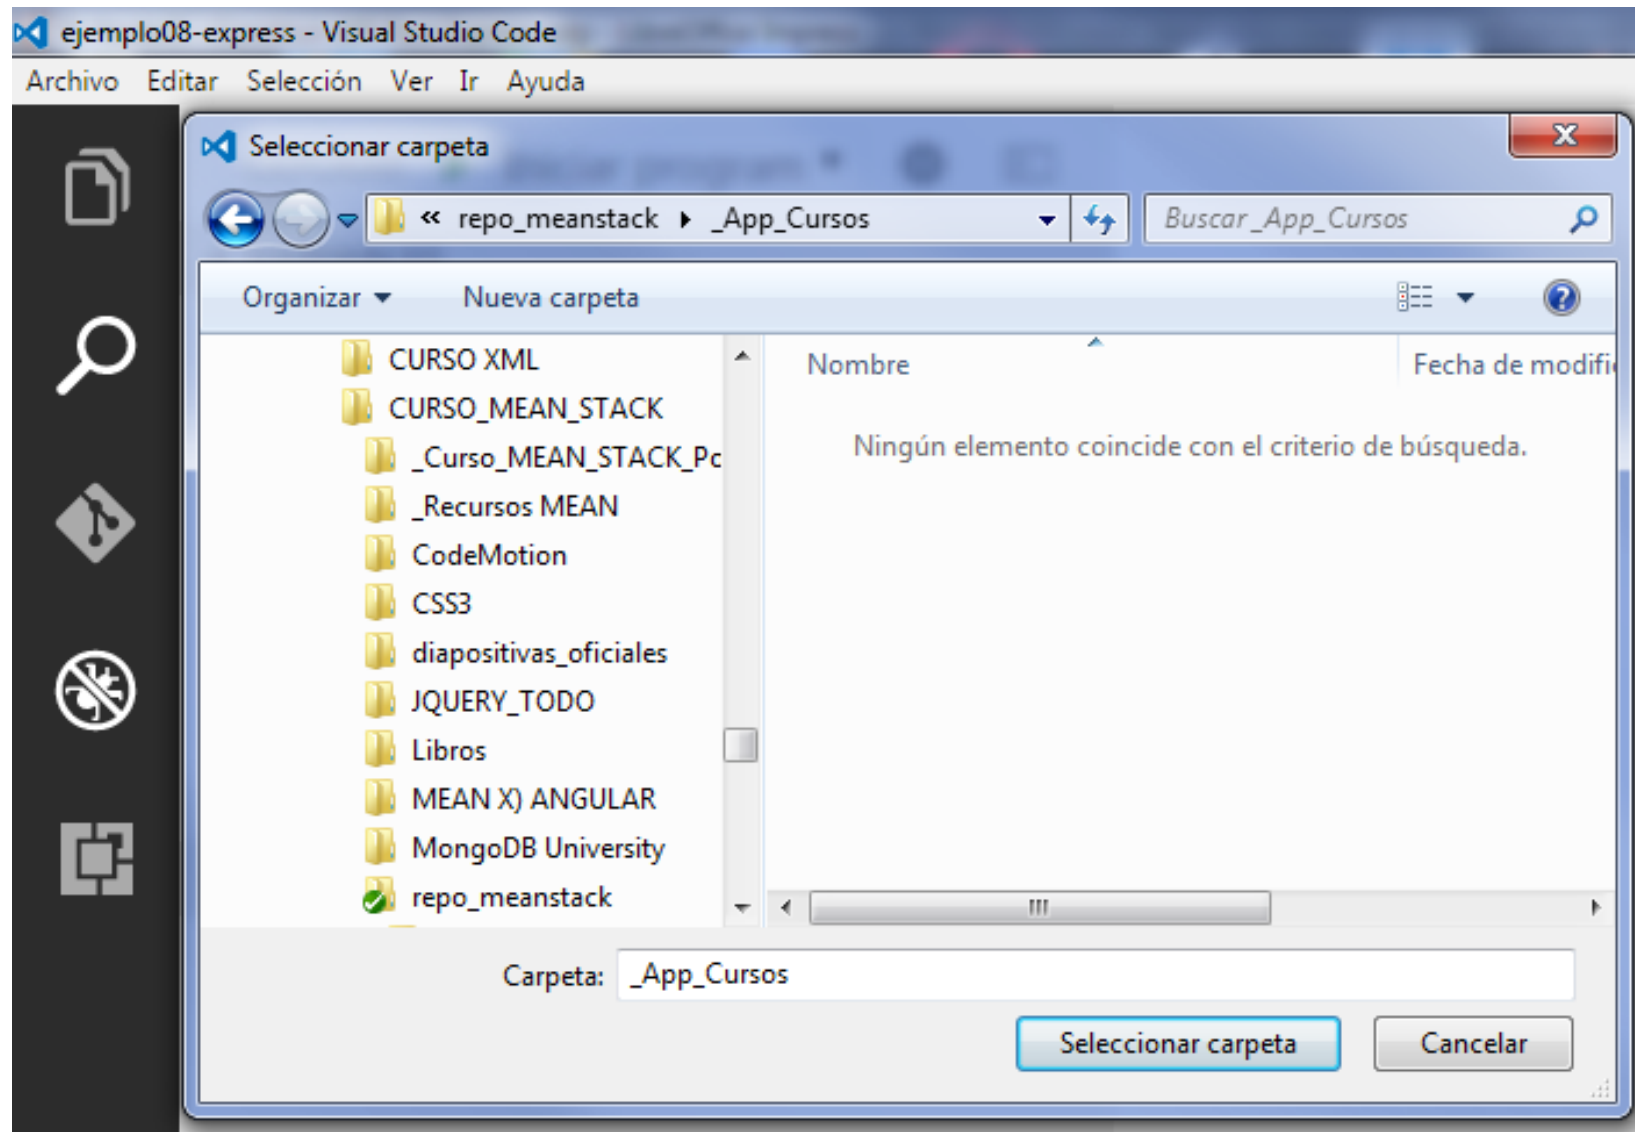 ejemplo08-express - Visual Studio Code
Archivo Editar Selección Ver Ir Ayuda
Seleccionar carpeta
« repo_meanstack _App_Cursos
Buscar _App_Cursos
Organizar Nueva carpeta
CURSO XML
CURSO_MEAN_STACK
_Curso_MEAN_STACK_Pc
_Recursos MEAN
CodeMotion
CSS3
diapositivas_oficiales
JQUERY_TODO
Libros
MEAN X) ANGULAR
MongoDB University
repo_meanstack
Nombre Fecha de modifi
Ningún elemento coincide con el criterio de búsqueda.
Carpeta: _App_Cursos
Seleccionar carpeta Cancelar